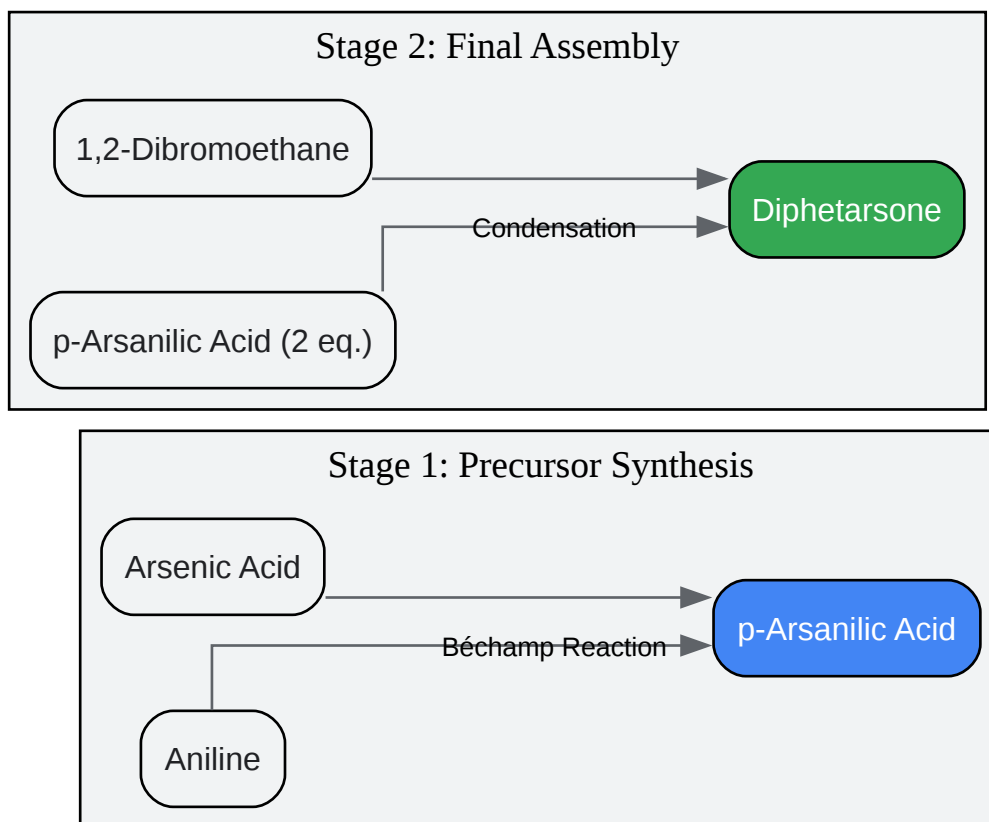 Stage 2: Final Assembly
1,2-Dibromoethane
Diphetarsone
Condensation
p-Arsanilic Acid (2 eq.)
Stage 1: Precursor Synthesis
Arsenic Acid
p-Arsanilic Acid
Béchamp Reaction
Aniline